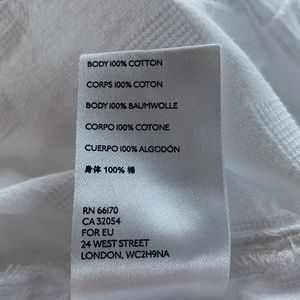 BODY 100% COTTON
CORPS 100% COTON
BODY 100% BAUMWOLLE
CORPO 100% COTONE
CUERPO 100% ALGODÓN
身体 100% 棉
RN 66170
CA 32054
FOR EU
24 WEST STREET
LONDON, WC2H9NA